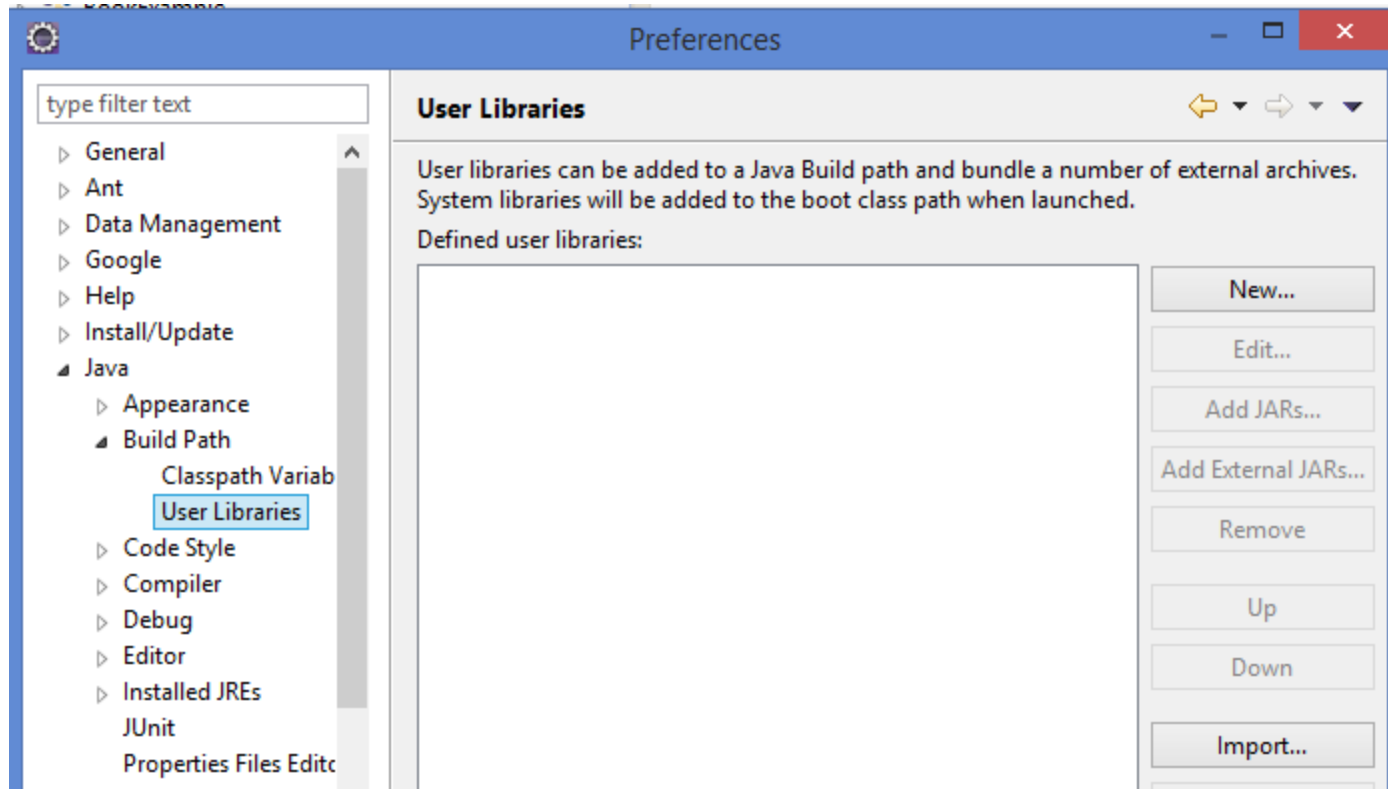 BookExample
Preferences
type filter text
General
Ant
Data Management
Google
Help
Install/Update
Java
Appearance
Build Path
Classpath Variab
User Libraries
Code Style
Compiler
Debug
Editor
Installed JREs
JUnit
Properties Files Edito
User Libraries
User libraries can be added to a Java Build path and bundle a number of external archives.
System libraries will be added to the boot class path when launched.
Defined user libraries:
New...
Edit...
Add JARs...
Add External JARs...
Remove
Up
Down
Import...